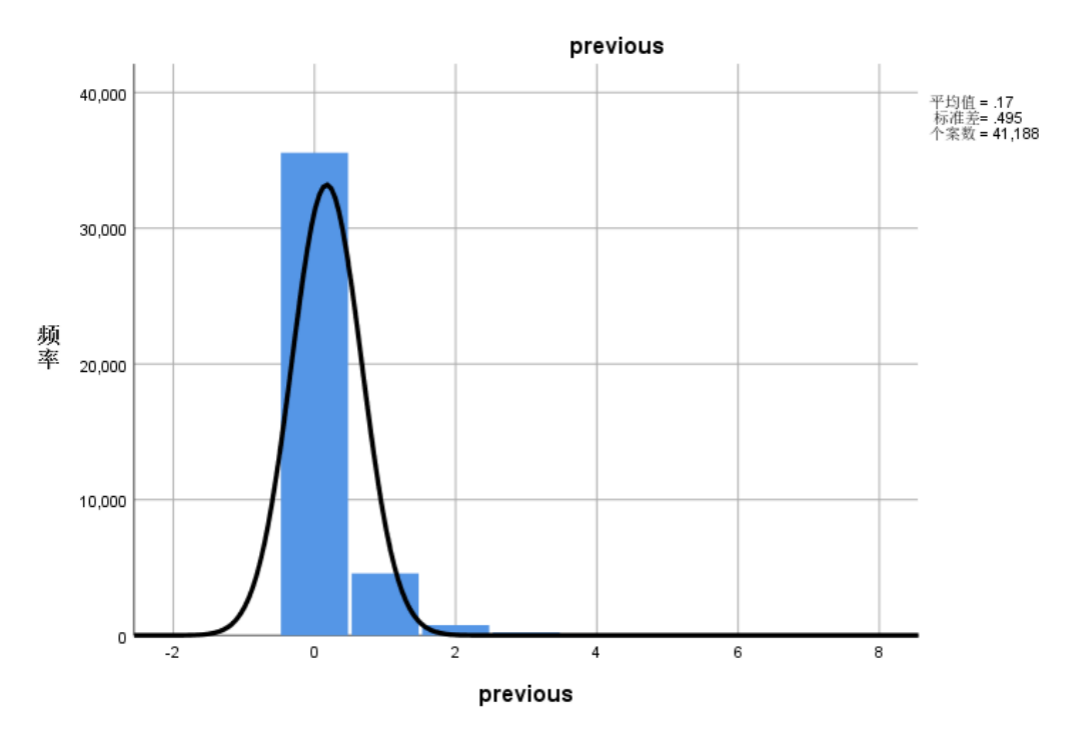 previous
平均值 = .17
标准差= .495
个案数 = 41,188
40,000
30,000
20,000
10,000
0
频
率
-2
0
2
4
6
8
previous